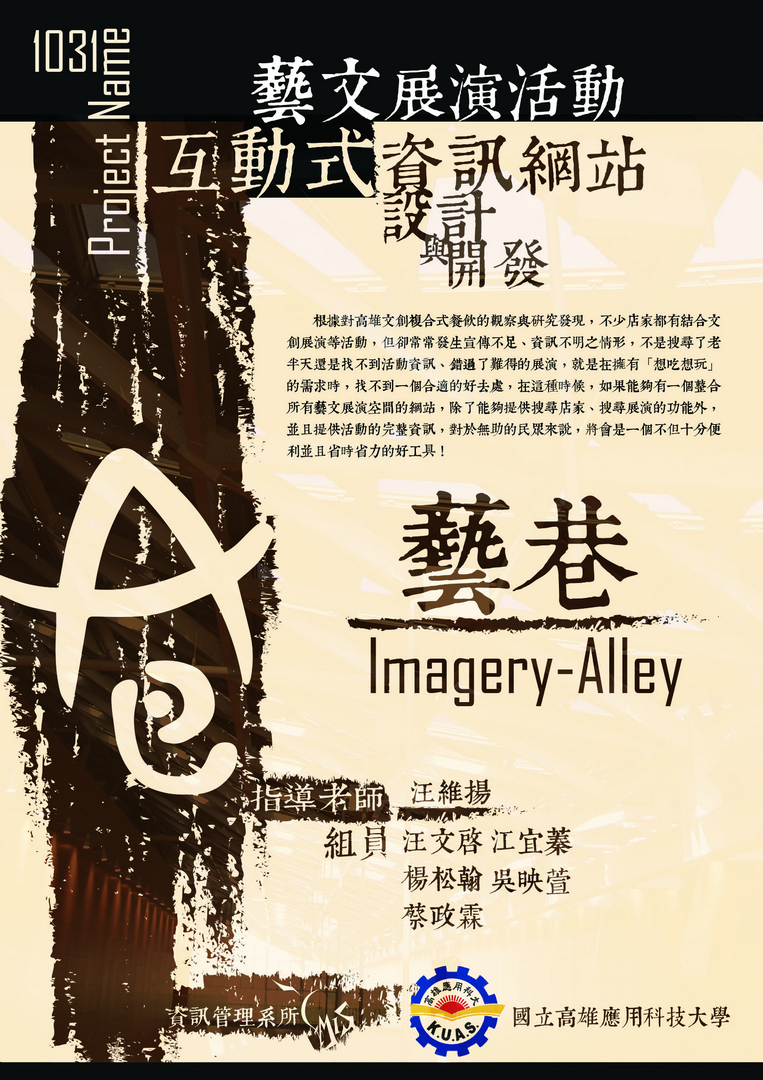 1031
Project Name
藝文展演活動
互動式資訊網站
設計
與開發
根據對高雄文創複合式餐飲的觀察與研究發現，不少店家都有結合文
創展演等活動，但卻常常發生宣傳不足、資訊不明之情形，不是搜尋了老
半天還是找不到活動資訊、錯過了難得的展演，就是在擁有「想吃想玩」
的需求時，找不到一個合適的好去處，在這種時候，如果能夠有一個整合
所有藝文展演空間的網站，除了能夠提供搜尋店家、搜尋展演的功能外，
並且提供活動的完整資訊，對於無助的民眾來說，將會是一個不但十分便
利並且省時省力的好工具！
藝巷
Imagery-Alley
指導老師 汪維揚
組員 汪文啓 江宜蓁
楊松翰 吳映萱
蔡政霖
資訊管理系所 MIS
高雄應用科大
K.U.A.S.
國立高雄應用科技大學